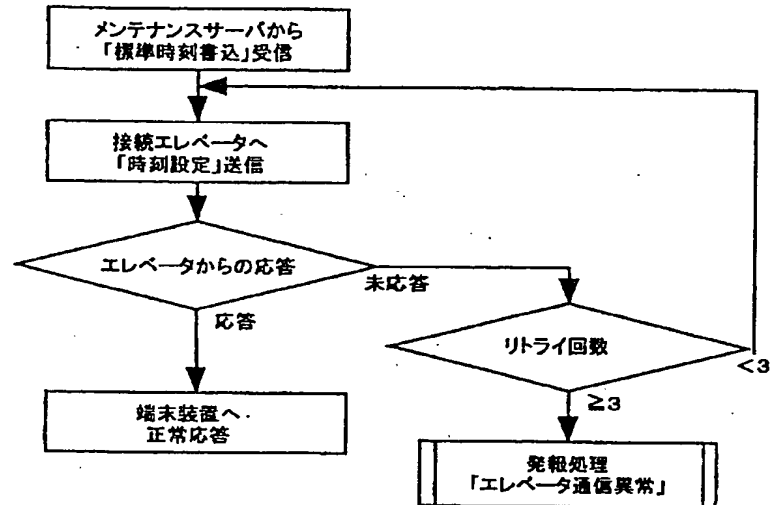 メンテナンスサーバから
「標準時刻書込」受信
接続エレベータへ
「時刻設定」送信
エレベータからの応答
未応答
応答
リトライ回数
<3
≧3
端末装置へ
正常応答
発報処理
「エレベータ通信異常」